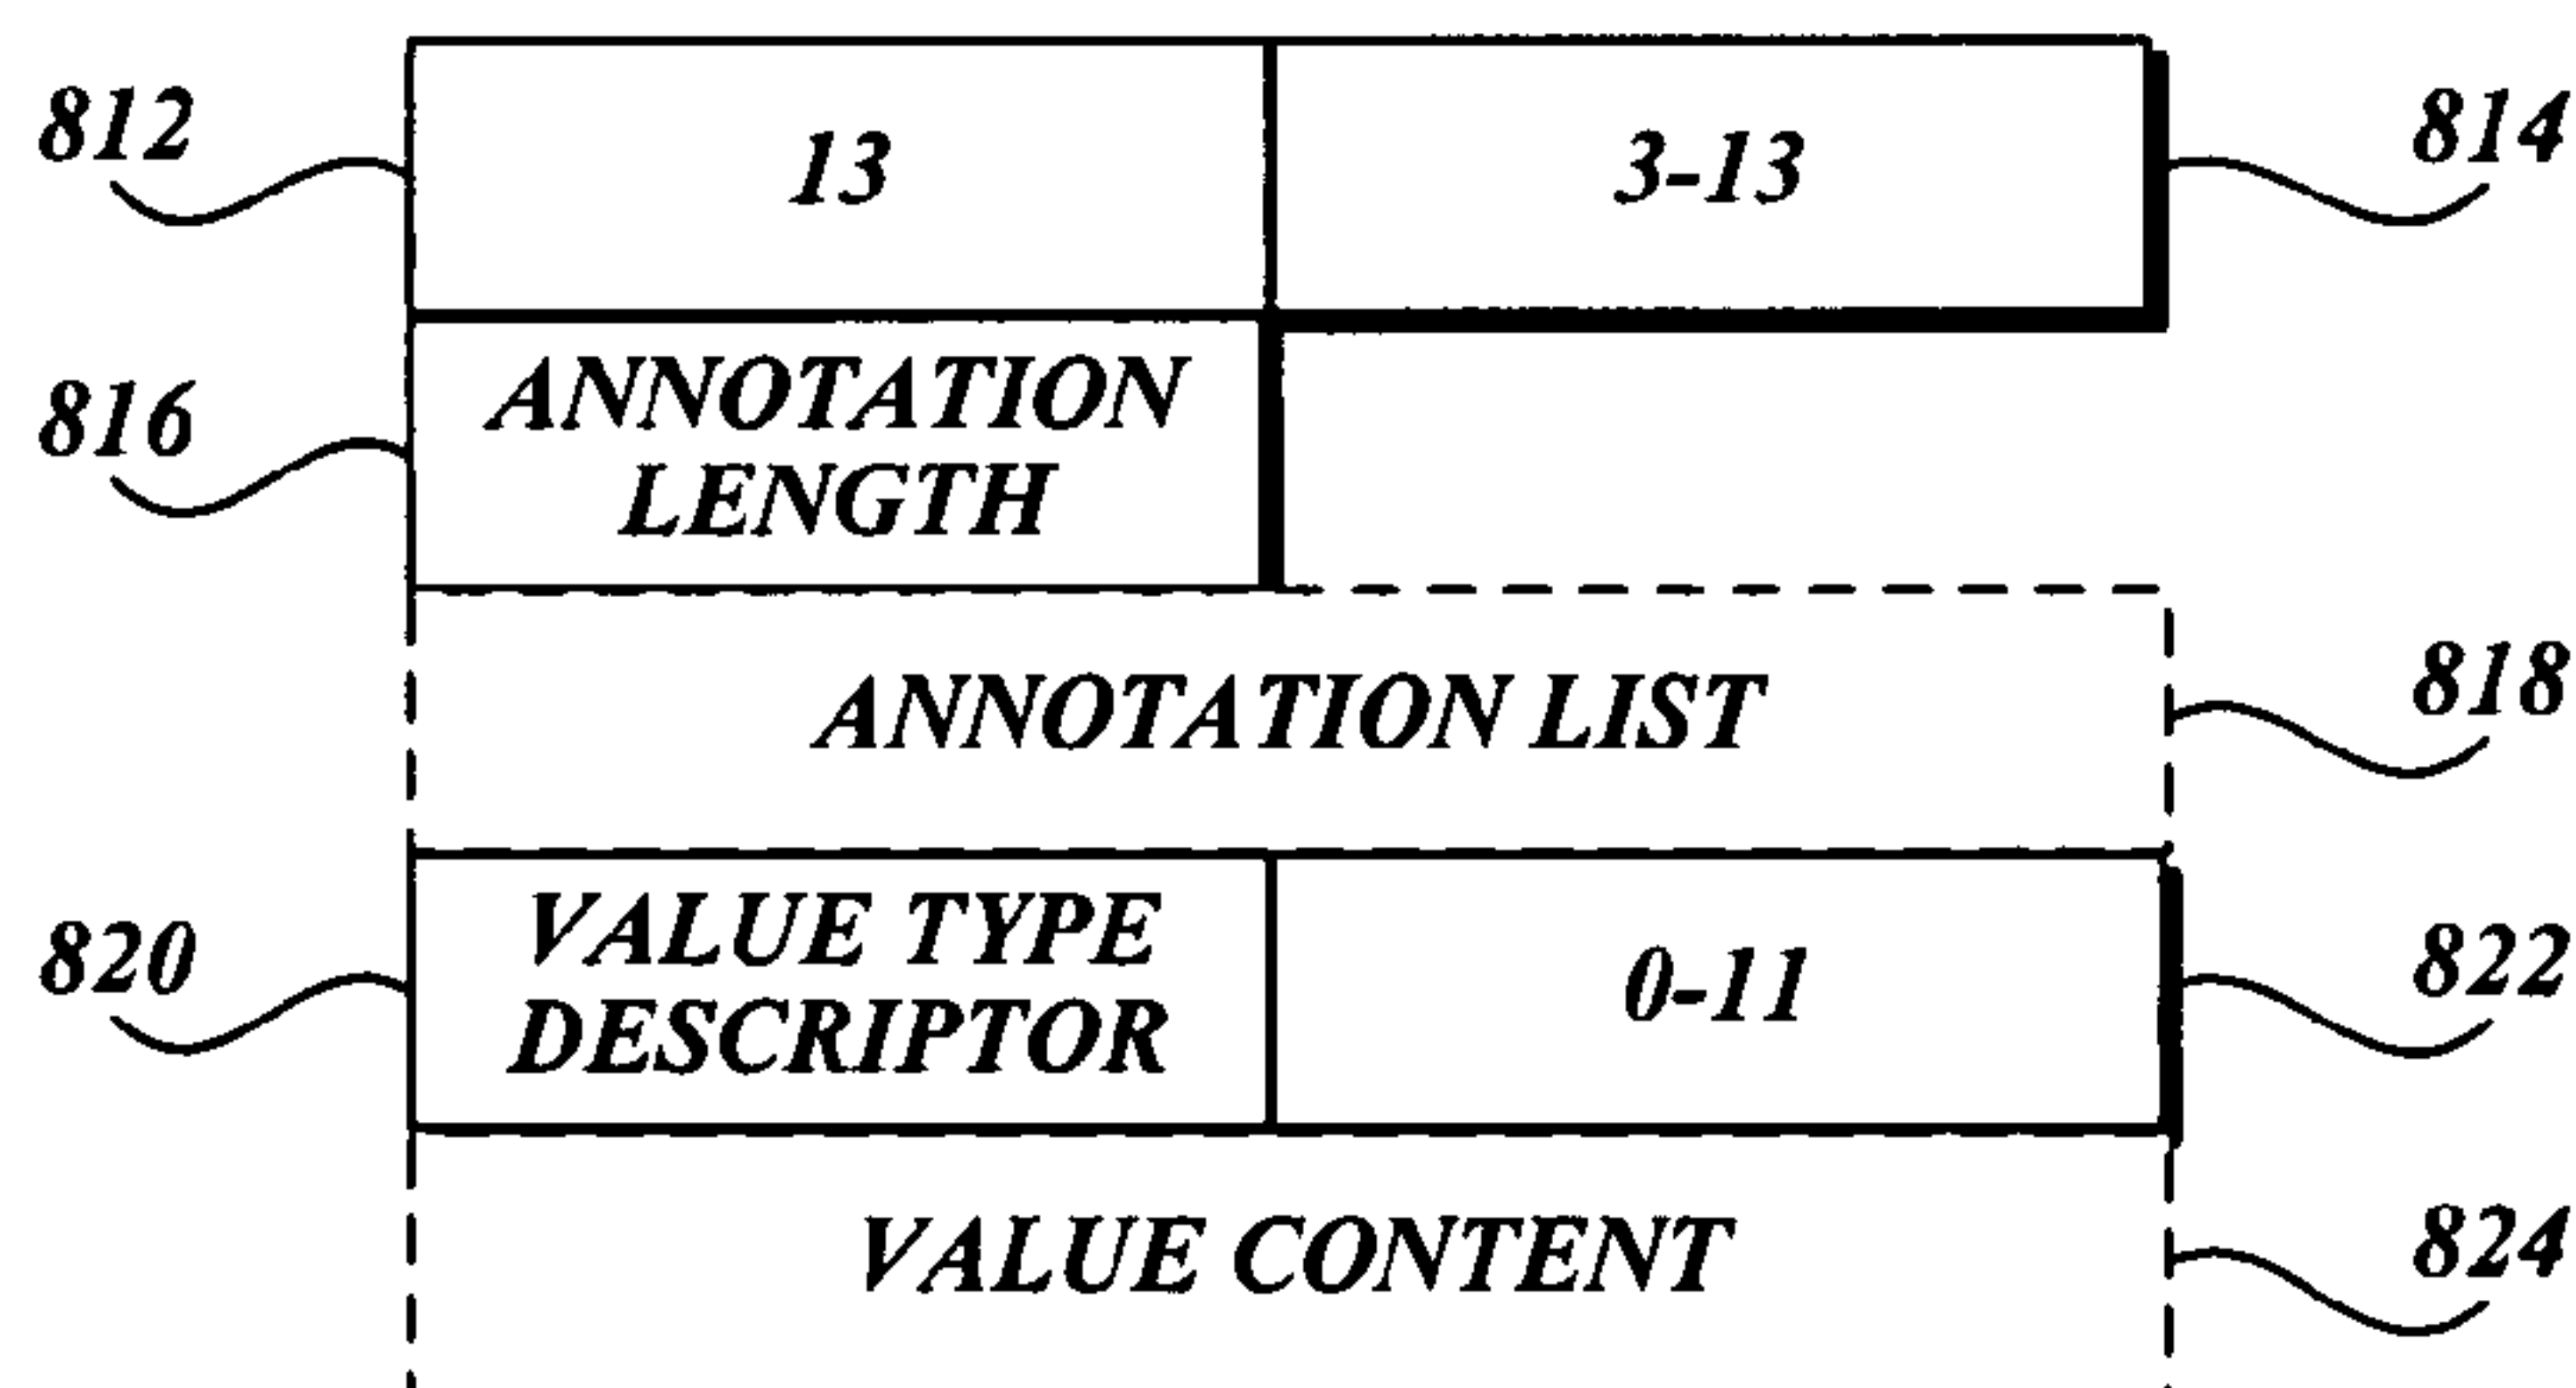 812
13
3-13
814
816
ANNOTATION
LENGTH
ANNOTATION LIST
818
820
VALUE TYPE
DESCRIPTOR
0-11
822
VALUE CONTENT
824